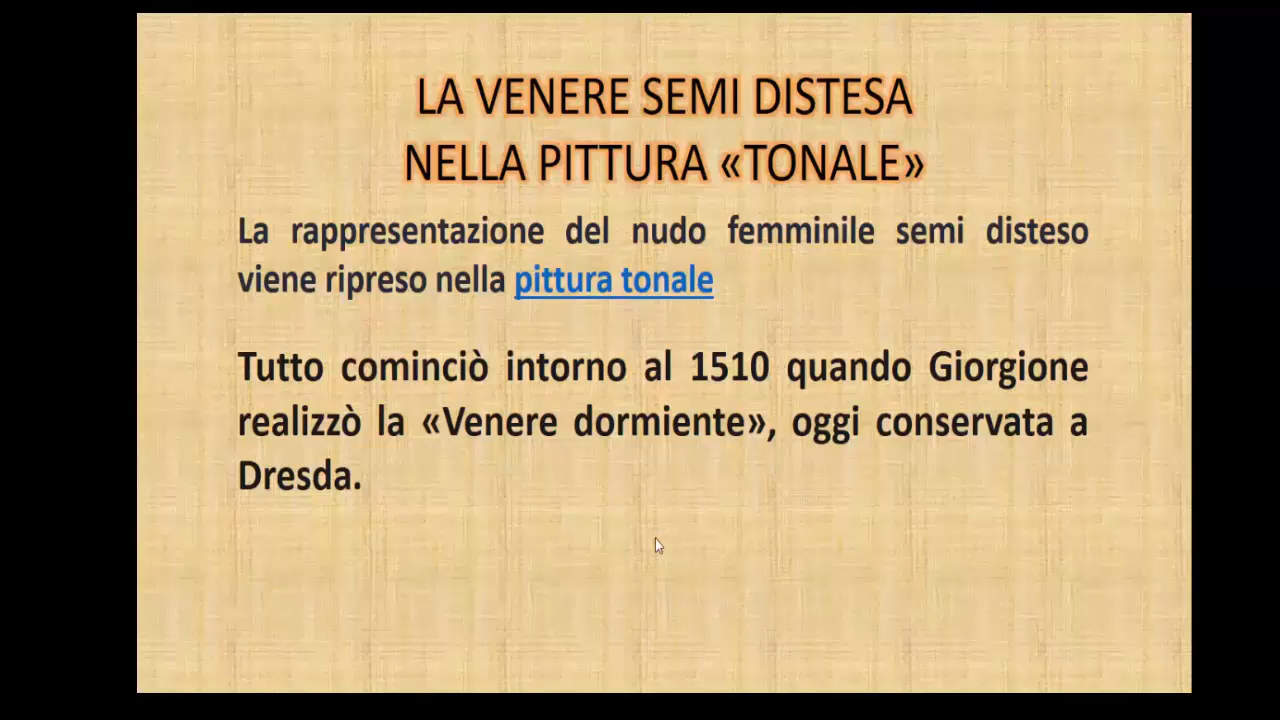 LA VENERE SEMI DISTESA
NELLA PITTURA «TONALE»
La rappresentazione del nudo femminile semi disteso
viene ripreso nella pittura tonale
Tutto cominciò intorno al 1510 quando Giorgione
realizzò la «Venere dormiente», oggi conservata a
Dresda.